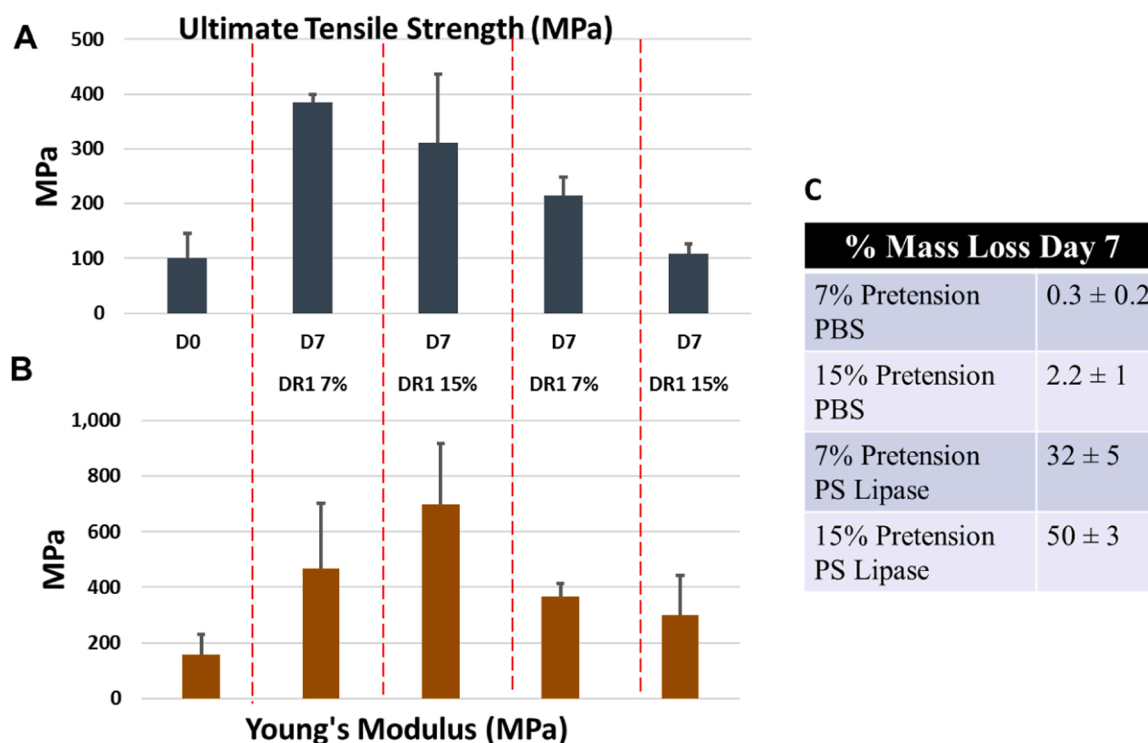 A
Ultimate Tensile Strength (MPa)
500
400
300
200
100
0
MPa
D0 D7 D7 D7 D7
DR1 7% DR1 15% DR1 7% DR1 15%
B
1,000
800
600
400
200
0
MPa
Young's Modulus (MPa)
C
% Mass Loss Day 7
7% Pretension 0.3 ± 0.2
PBS
15% Pretension 2.2 ± 1
PBS
7% Pretension 32 ± 5
PS Lipase
15% Pretension 50 ± 3
PS Lipase